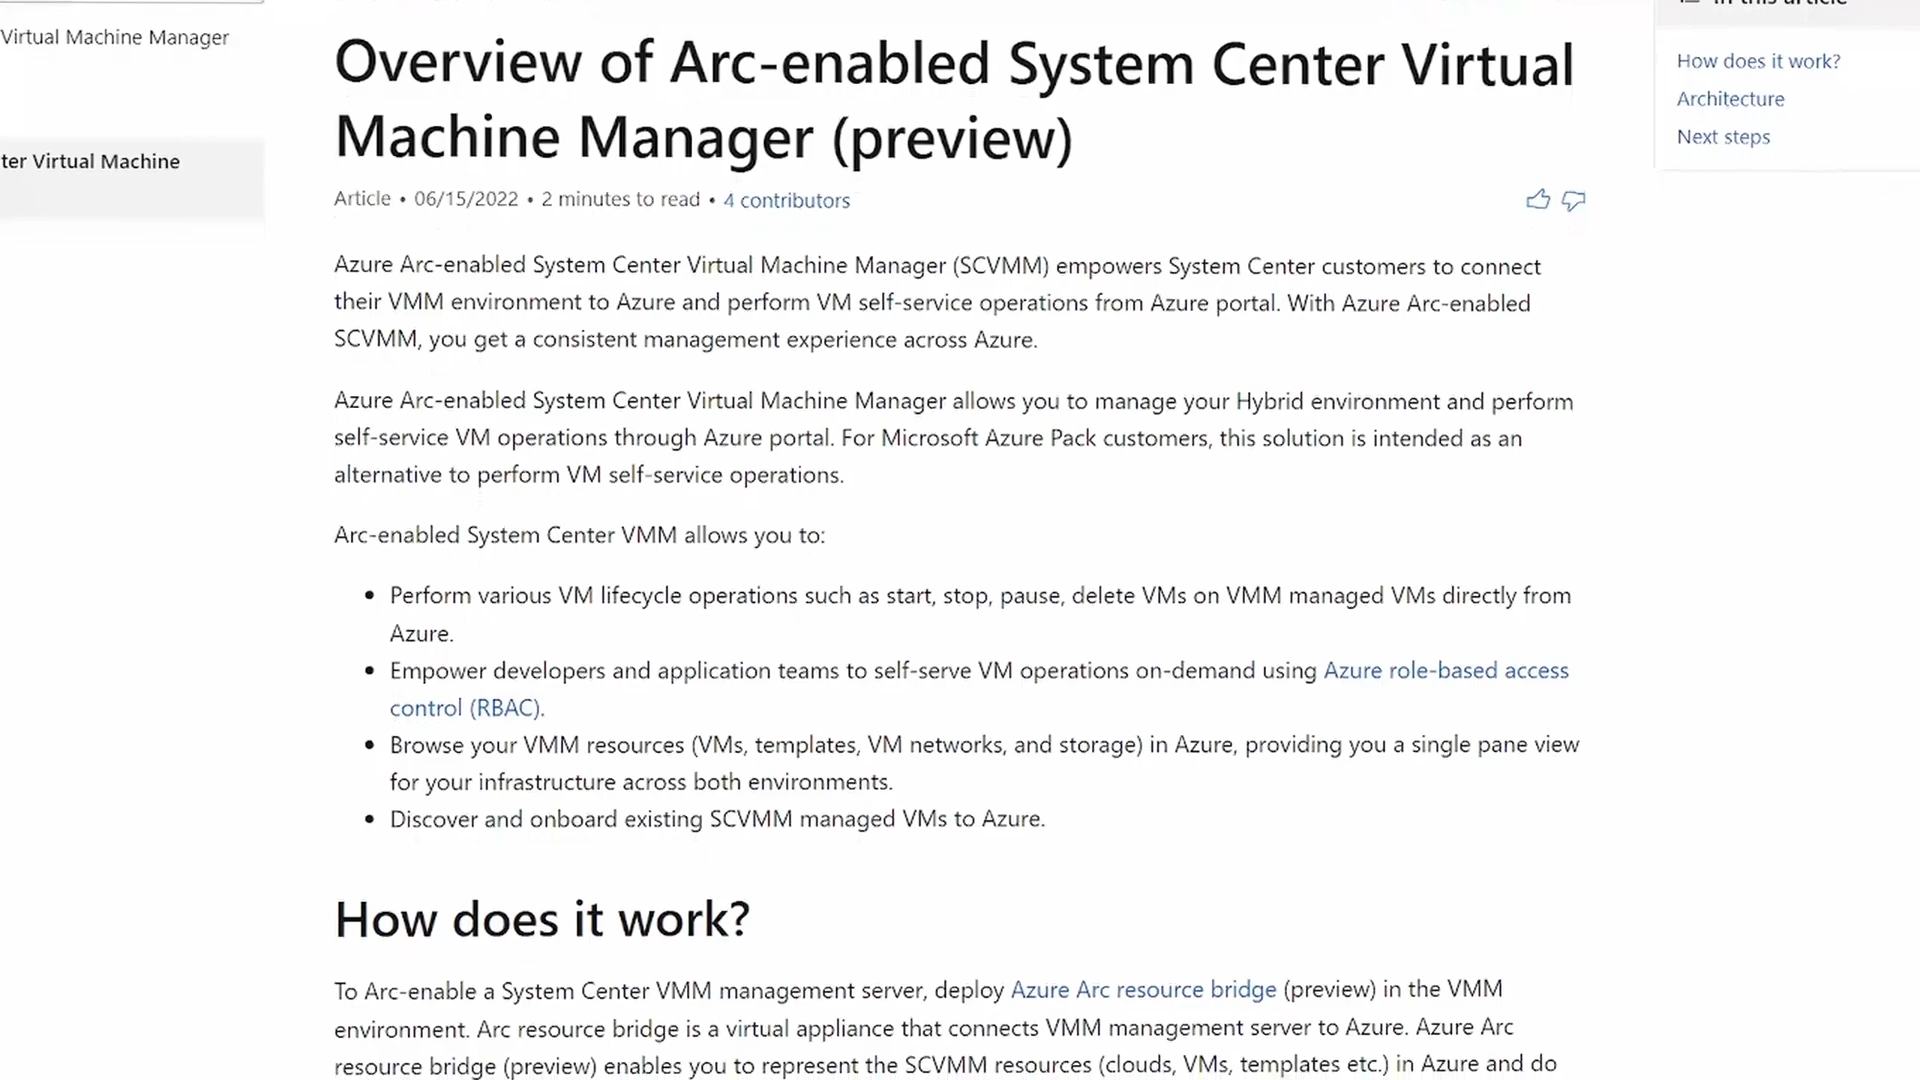 Virtual Machine Manager
ter Virtual Machine
Overview of Arc-enabled System Center Virtual
Machine Manager (preview)
Article • 06/15/2022 • 2 minutes to read • 4 contributors
Azure Arc-enabled System Center Virtual Machine Manager (SCVMM) empowers System Center customers to connect
their VMM environment to Azure and perform VM self-service operations from Azure portal. With Azure Arc-enabled
SCVMM, you get a consistent management experience across Azure.
Azure Arc-enabled System Center Virtual Machine Manager allows you to manage your Hybrid environment and perform
self-service VM operations through Azure portal. For Microsoft Azure Pack customers, this solution is intended as an
alternative to perform VM self-service operations.
Arc-enabled System Center VMM allows you to:
• Perform various VM lifecycle operations such as start, stop, pause, delete VMs on VMM managed VMs directly from
Azure.
• Empower developers and application teams to self-serve VM operations on-demand using Azure role-based access
control (RBAC).
• Browse your VMM resources (VMs, templates, VM networks, and storage) in Azure, providing you a single pane view
for your infrastructure across both environments.
• Discover and onboard existing SCVMM managed VMs to Azure.
How does it work?
To Arc-enable a System Center VMM management server, deploy Azure Arc resource bridge (preview) in the VMM
environment. Arc resource bridge is a virtual appliance that connects VMM management server to Azure. Azure Arc
resource bridge (preview) enables you to represent the SCVMM resources (clouds, VMs, templates etc.) in Azure and do
In this article
How does it work?
Architecture
Next steps